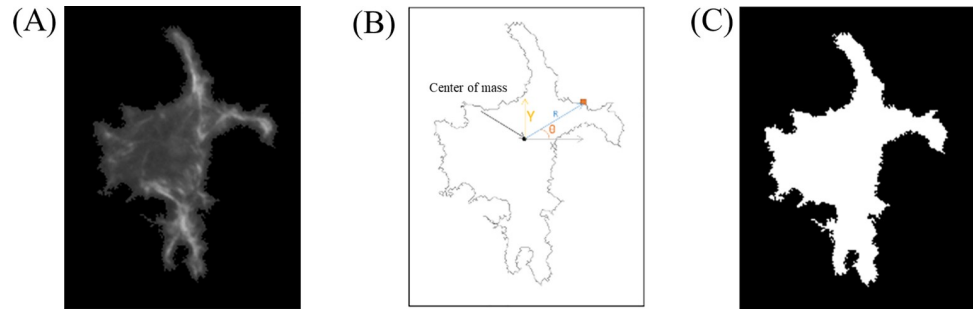 (A)
(B)
(C)
Center of mass
Y
R
θ